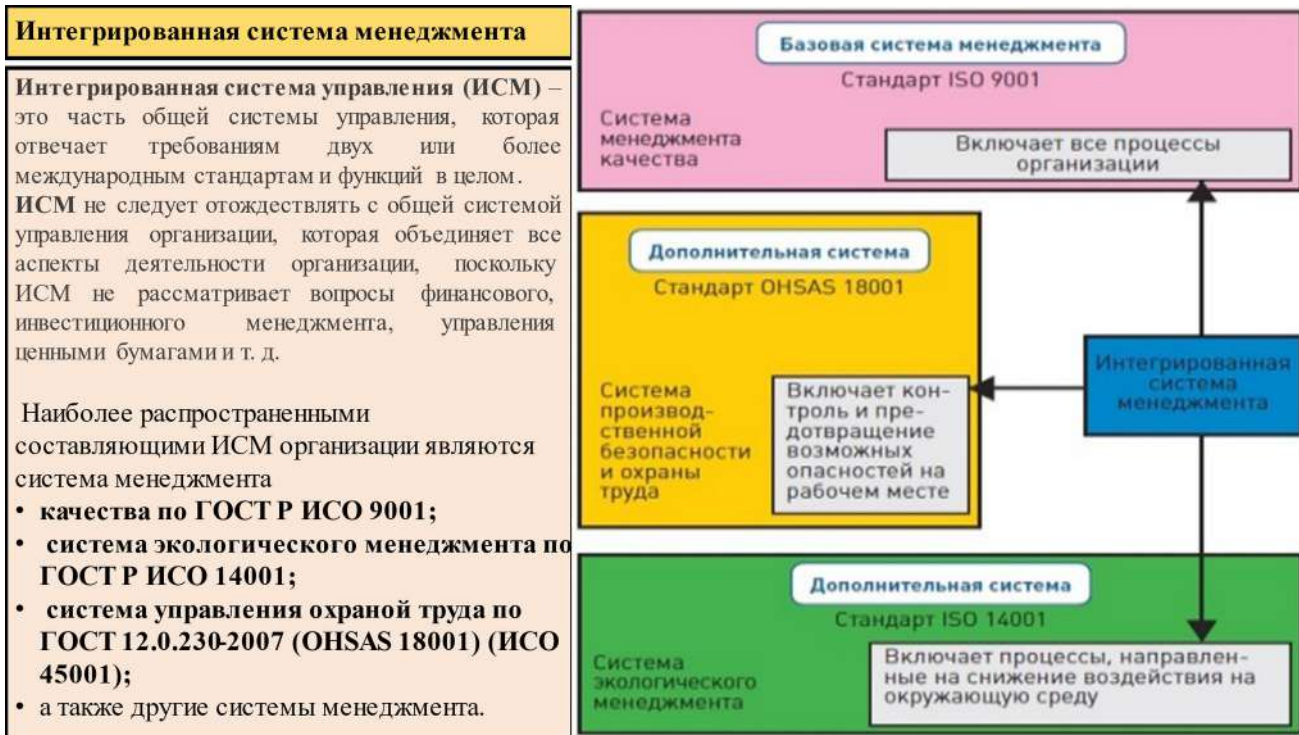 Интегрированная система менеджмента
Интегрированная система управления (ИСМ) –
это часть общей системы управления, которая
отвечает требованиям двух или более
международным стандартам и функций в целом.
ИСМ не следует отождествлять с общей системой
управления организации, которая объединяет все
аспекты деятельности организации, поскольку
ИСМ не рассматривает вопросы финансового,
инвестиционного менеджмента, управления
ценными бумагами и т. д.
Наиболее распространенными
составляющими ИСМ организации являются
система менеджмента
• качества по ГОСТ Р ИСО 9001;
• система экологического менеджмента по
ГОСТ Р ИСО 14001;
• система управления охраной труда по
ГОСТ 12.0.230-2007 (OHSAS 18001) (ИСО
45001);
• а также другие системы менеджмента.
Базовая система менеджмента
Стандарт ISO 9001
Система
менеджмента
качества
Включает все процессы
организации
Дополнительная система
Стандарт OHSAS 18001
Система
производ-
ственной
безопасности
и охраны
труда
Включает кон-
троль и пре-
дотвращение
возможных
опасностей на
рабочем месте
Интегрированная
система
менеджмента
Дополнительная система
Стандарт ISO 14001
Система
экологического
менеджмента
Включает процессы, направлен-
ные на снижение воздействия на
окружающую среду